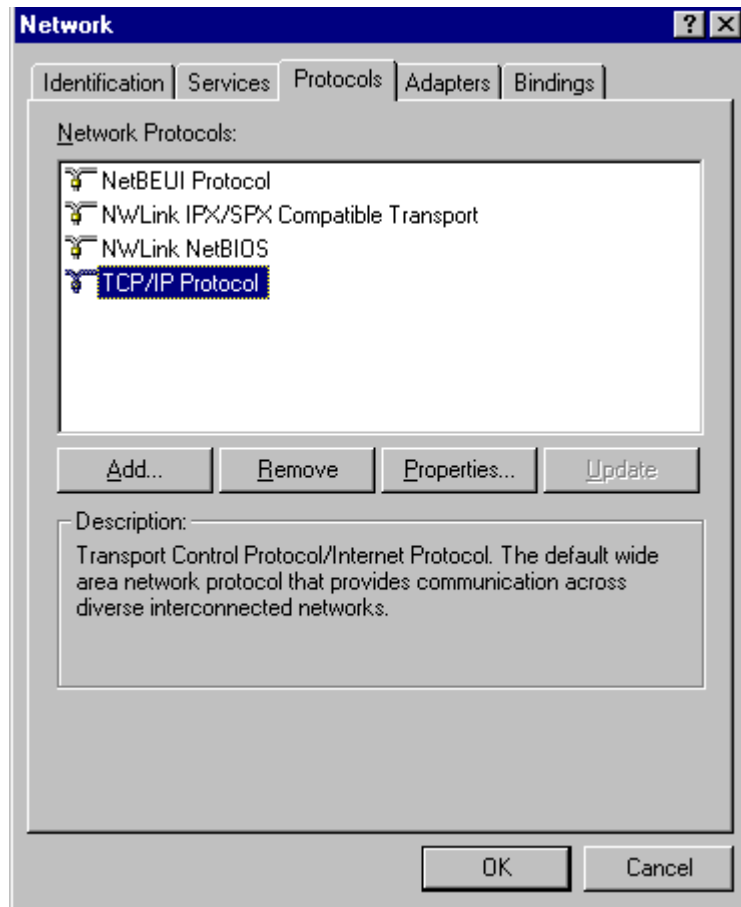 Network
Identification Services Protocols Adapters Bindings
Network Protocols:
NetBEUI Protocol
NWLink IPX/SPX Compatible Transport
NWLink NetBIOS
TCP/IP Protocol
Add... Remove Properties... Update
Description:
Transport Control Protocol/Internet Protocol. The default wide
area network protocol that provides communication across
diverse interconnected networks.
OK Cancel